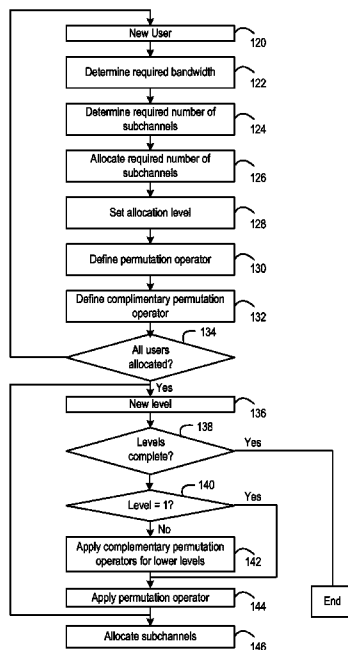 New User
120
Determine required bandwidth
122
Determine required number of
subchannels
124
Allocate required number of
subchannels
126
Set allocation level
128
Define permutation operator
130
Define complimentary permutation
operator
132
134
All users
allocated?
Yes
New level
136
138
Levels
complete?
Yes
140
Level = 1?
Yes
No
Apply complementary permutation
operators for lower levels
142
End
Apply permutation operator
144
Allocate subchannels
146